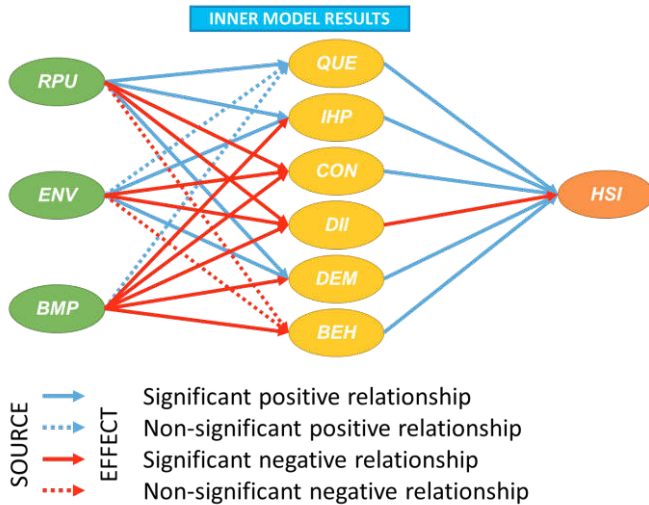 INNER MODEL RESULTS
QUE
RPU
IHP
CON
ENV
HSI
DII
DEM
BMP
BEH
SOURCE
EFFECT
Significant positive relationship
Non-significant positive relationship
Significant negative relationship
Non-significant negative relationship